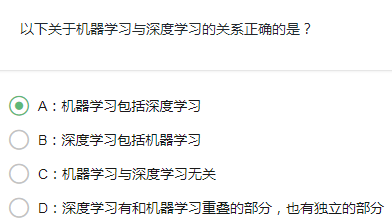 以下关于机器学习与深度学习的关系正确的是？
A：机器学习包括深度学习
B：深度学习包括机器学习
C：机器学习与深度学习无关
D：深度学习有和机器学习重叠的部分，也有独立的部分